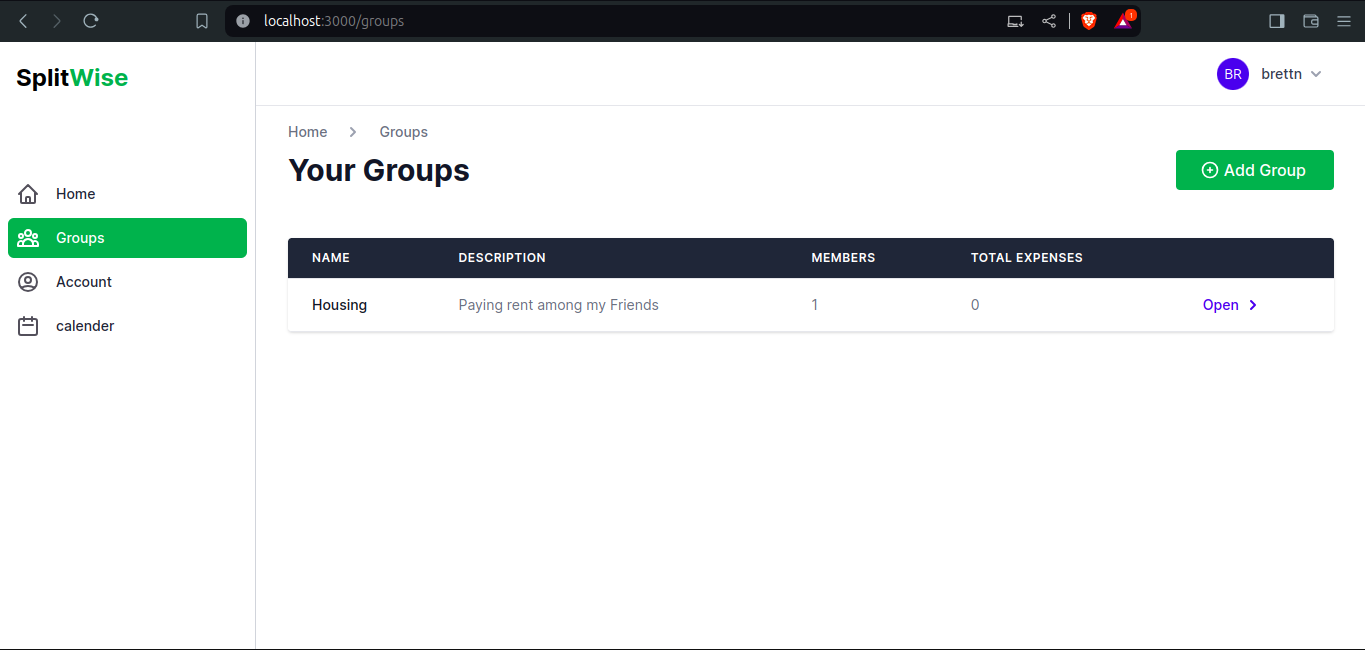 localhost:3000/groups
1
SplitWise
BR brettn
Home
Groups
Account
calender
Home Groups
Your Groups
Add Group
NAME DESCRIPTION MEMBERS TOTAL EXPENSES
Housing Paying rent among my Friends 1 0 Open